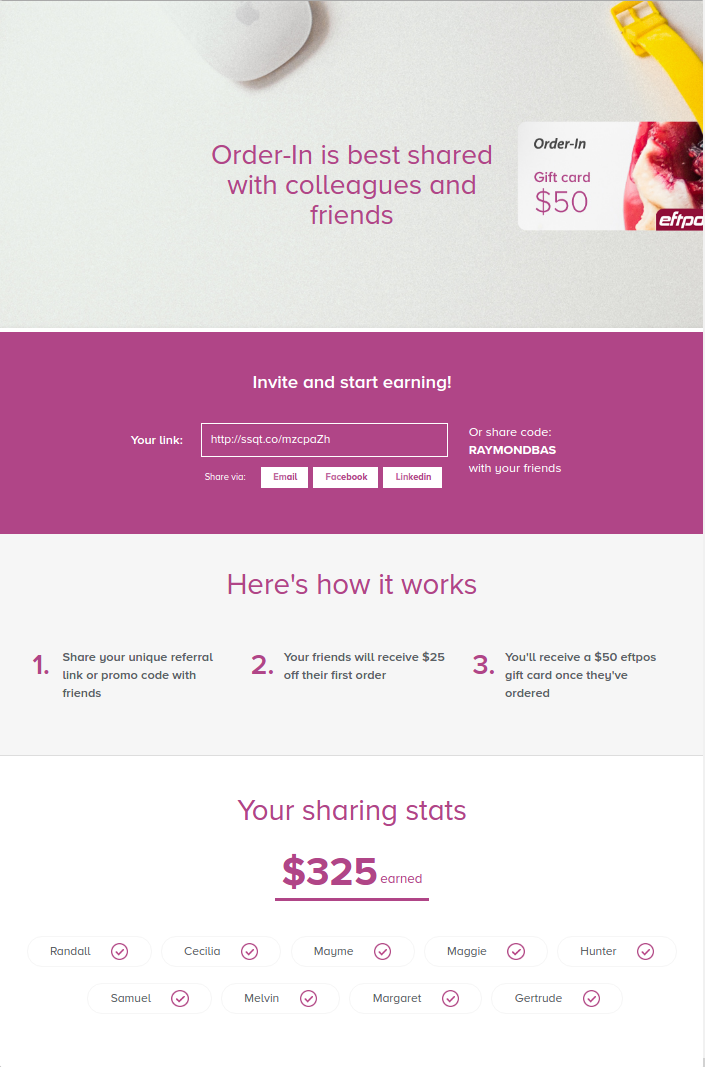 Order-In is best shared
with colleagues and
friends
Order-In
Gift card
$50
Invite and start earning!
Your link:
http://ssqt.co/mzcpaZh
Share via:
Email
Facebook
Linkedin
Or share code:
RAYMONDBAS
with your friends
Here's how it works
1.
Share your unique referral
link or promo code with
friends
2.
Your friends will receive $25
off their first order
3.
You'll receive a $50 eftpos
gift card once they've
ordered
Your sharing stats
$325 earned
Randall
Cecilia
Mayme
Maggie
Hunter
Samuel
Melvin
Margaret
Gertrude